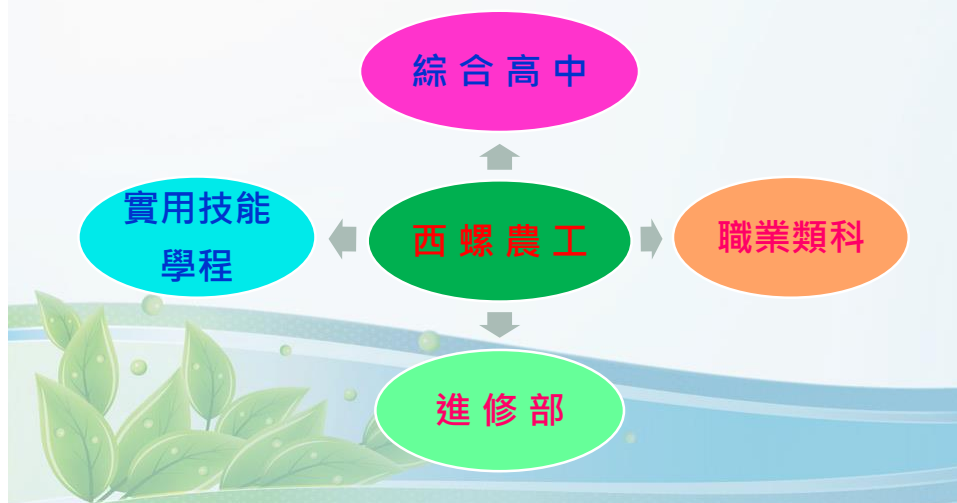 綜合高中
實用技能
學程
西螺農工
職業類科
進修部